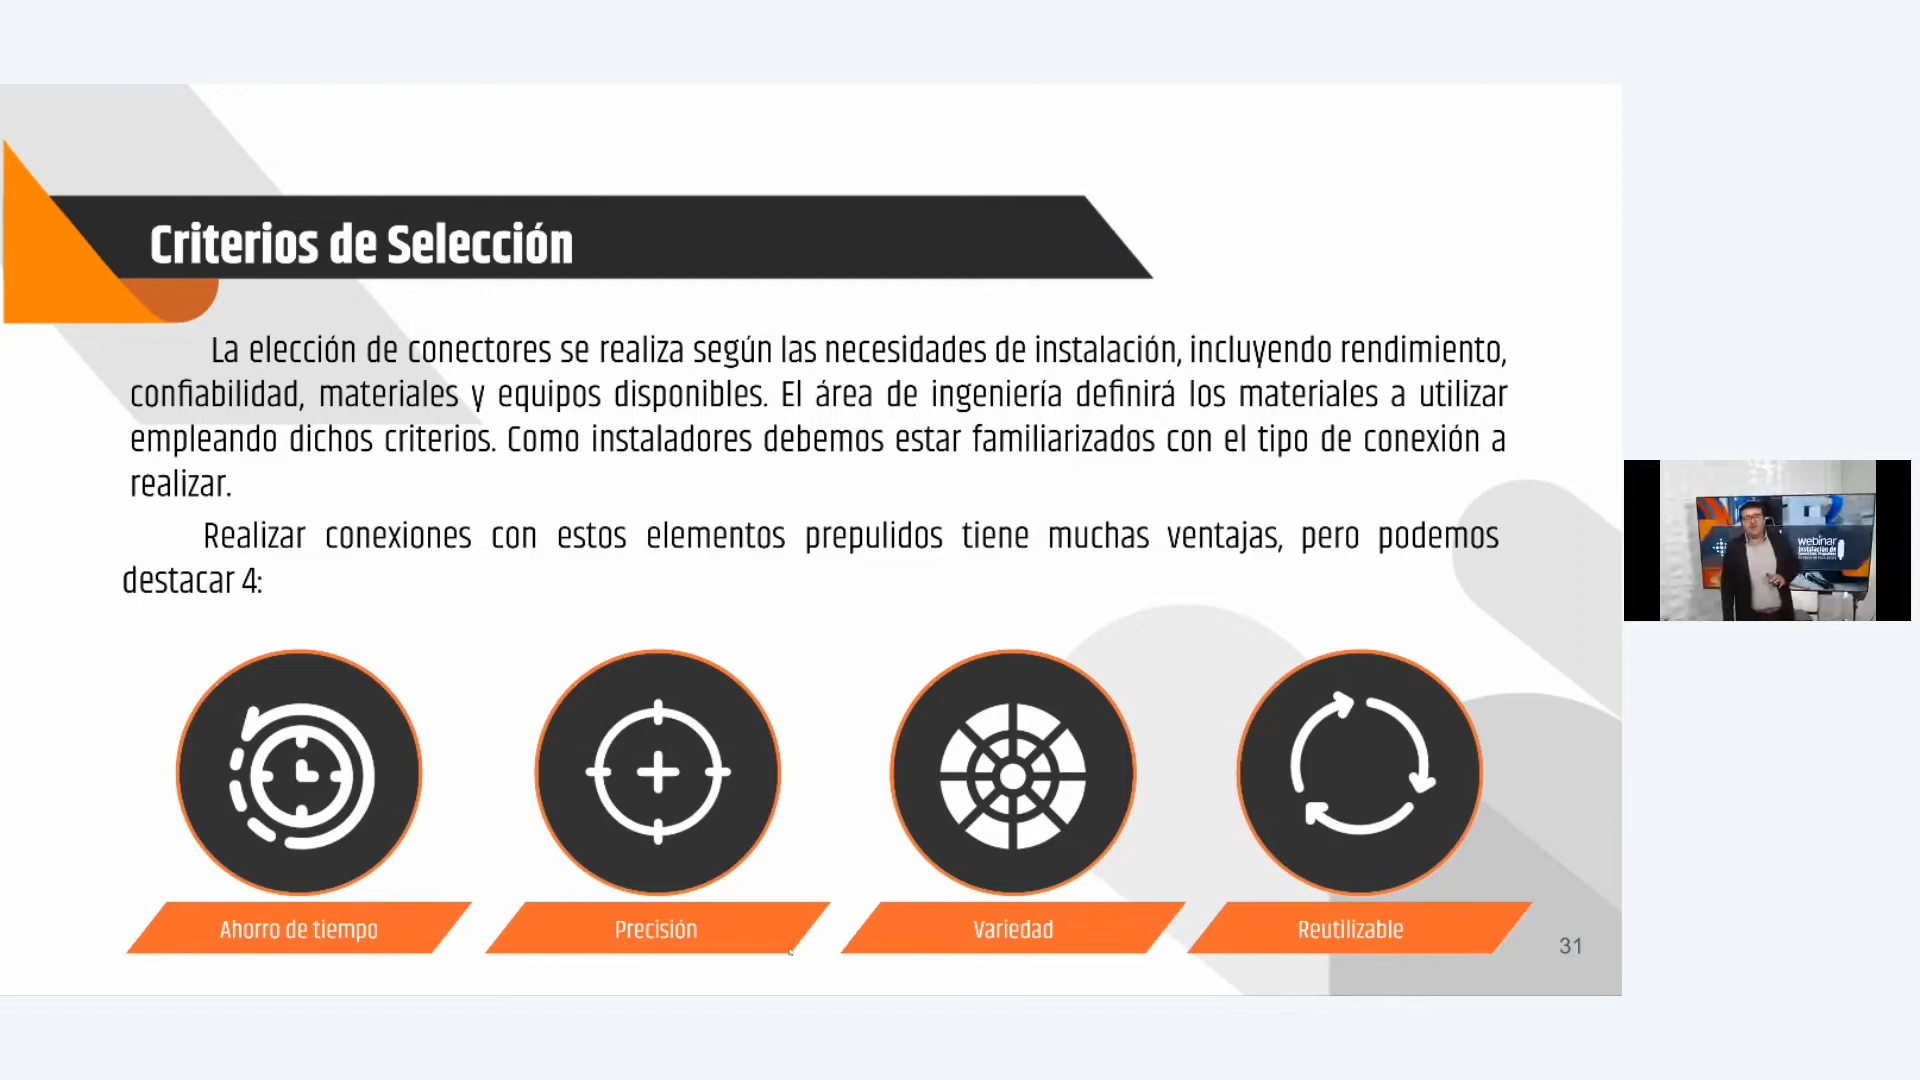 Criterios de Selección
La elección de conectores se realiza según las necesidades de instalación, incluyendo rendimiento,
confiabilidad, materiales y equipos disponibles. El área de ingeniería definirá los materiales a utilizar
empleando dichos criterios. Como instaladores debemos estar familiarizados con el tipo de conexión a
realizar.
Realizar conexiones con estos elementos prepulidos tiene muchas ventajas, pero podemos
destacar 4:
webinar
Instalación de
Ahorro de tiempo
Precisión
Variedad
Reutilizable
31